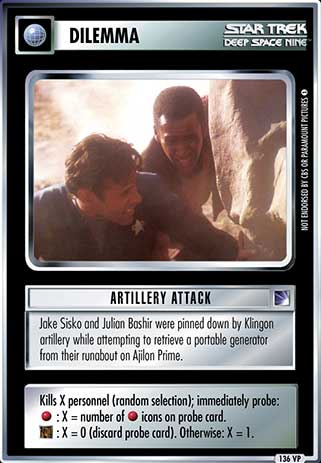 DILEMMA
STAR TREK
DEEP SPACE NINE
NOT ENDORSED BY CBS OR PARAMOUNT PICTURES
ARTILLERY ATTACK
Jake Sisko and Julian Bashir were pinned down by Klingon
artillery while attempting to retrieve a portable generator
from their runabout on Ajilon Prime.
Kills X personnel (random selection); immediately probe:
: X = number of icons on probe card.
: X = 0 (discard probe card). Otherwise: X = 1.
136 VP